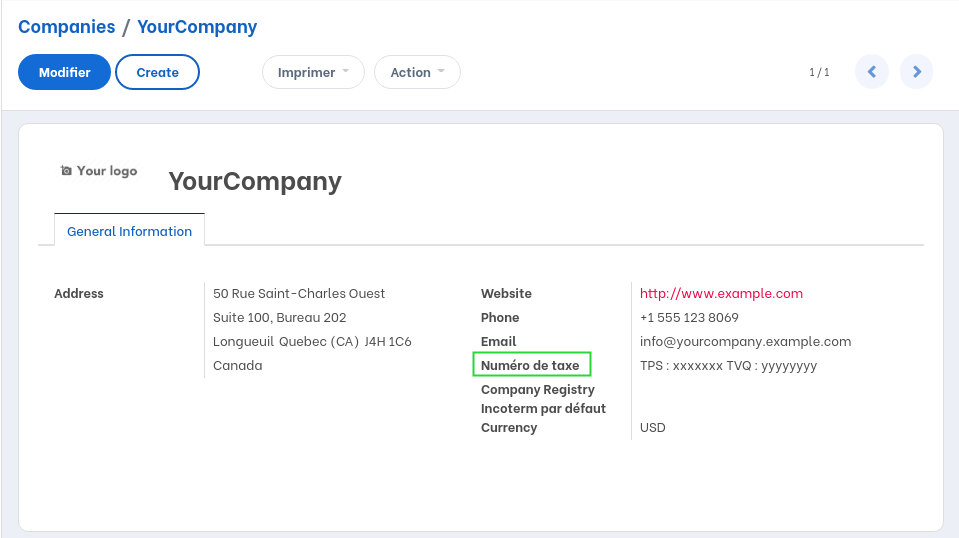 Companies / YourCompany
Modifier Create Imprimer Action 1 / 1
Your logo
YourCompany
General Information
Address 50 Rue Saint-Charles Ouest
Suite 100, Bureau 202
Longueuil Quebec (CA) J4H 1C6
Canada
Website http://www.example.com
Phone +1 555 123 8069
Email info@yourcompany.example.com
Numéro de taxe TPS : xxxxxxx TVQ : yyyyyyyy
Company Registry
Incoterm par défaut
Currency USD